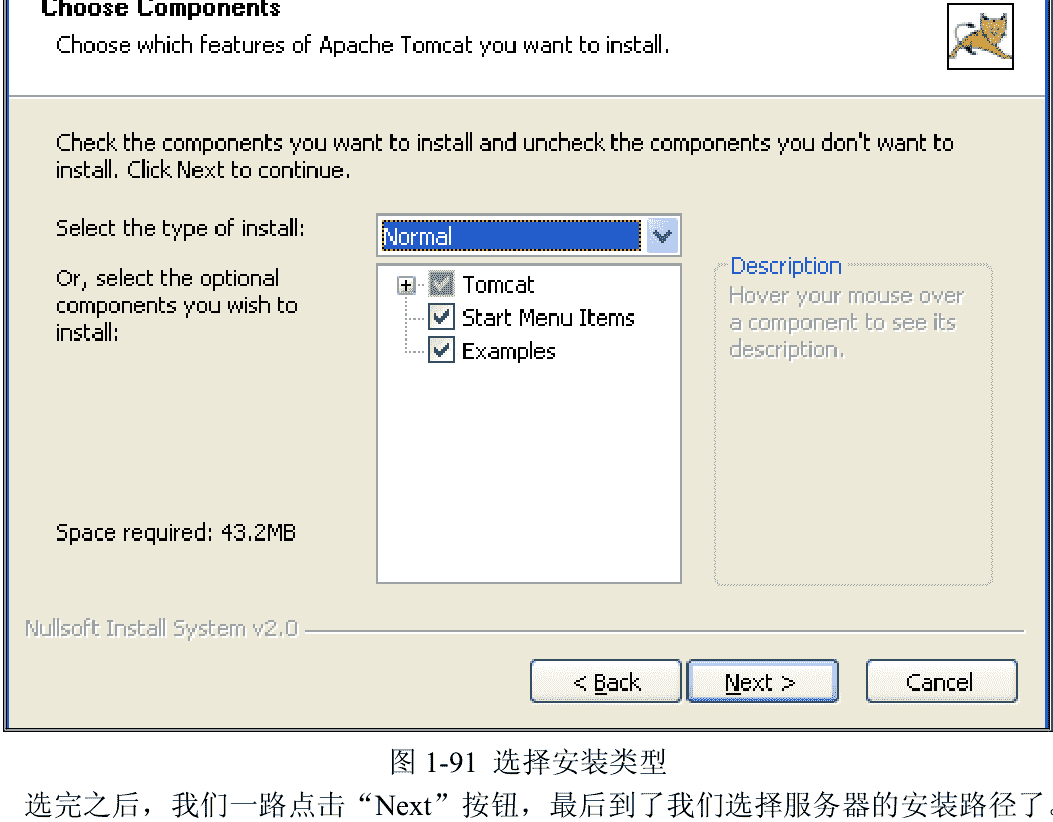 Choose Components
Choose which features of Apache Tomcat you want to install.
Check the components you want to install and uncheck the components you don't want to
install. Click Next to continue.
Select the type of install:
Normal
Or, select the optional
components you wish to
install:
Tomcat
Start Menu Items
Examples
Description
Hover your mouse over
a component to see its
description.
Space required: 43.2MB
Nullsoft Install System v2.0
< Back
Next >
Cancel
图 1-91 选择安装类型
选完之后，我们一路点击“Next”按钮，最后到了我们选择服务器的安装路径了。